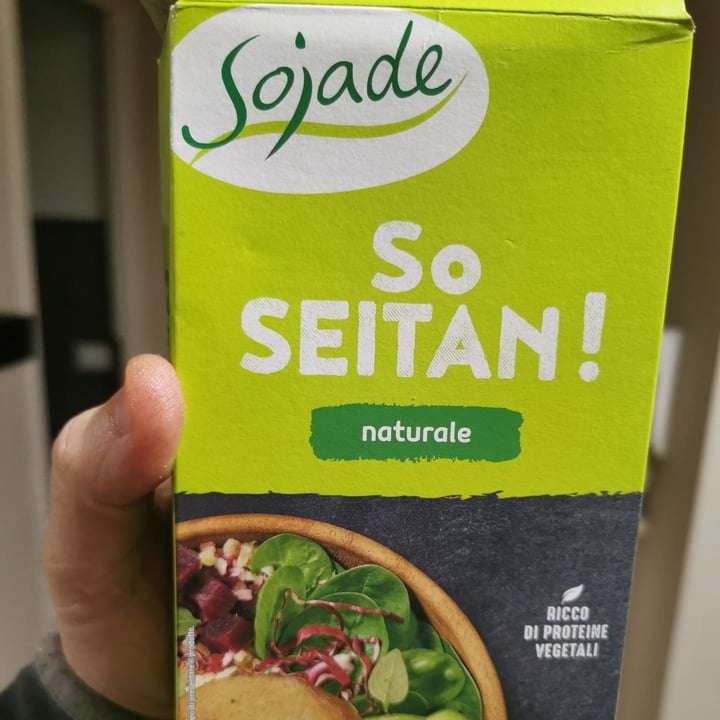 Sojade
So
SEITAN!
naturale
RICCO
DI PROTEINE
VEGETALI